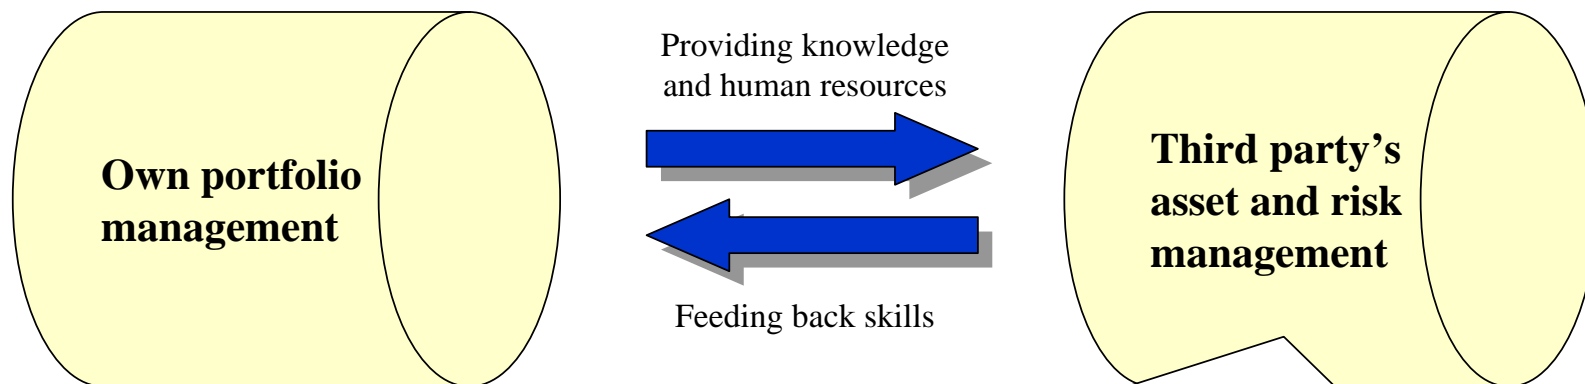 Own portfolio
management
Providing knowledge
and human resources
Feeding back skills
Third party’s
asset and risk
management